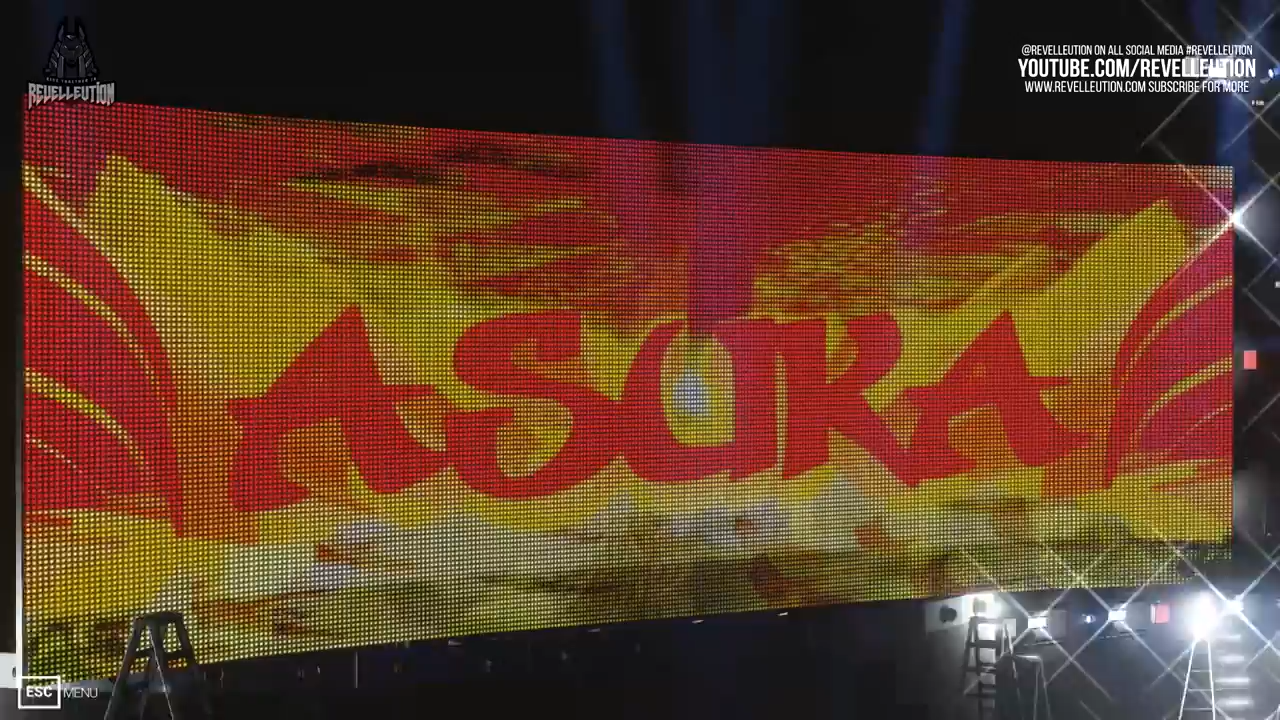 @REVELLEUTION ON ALL SOCIAL MEDIA #REVELLEUTION
YOUTUBE.COM/REVELLEUTION
WWW.REVELLEUTION.COM SUBSCRIBE FOR MORE
REVELLEUTION
ASUKA
ESC MENU